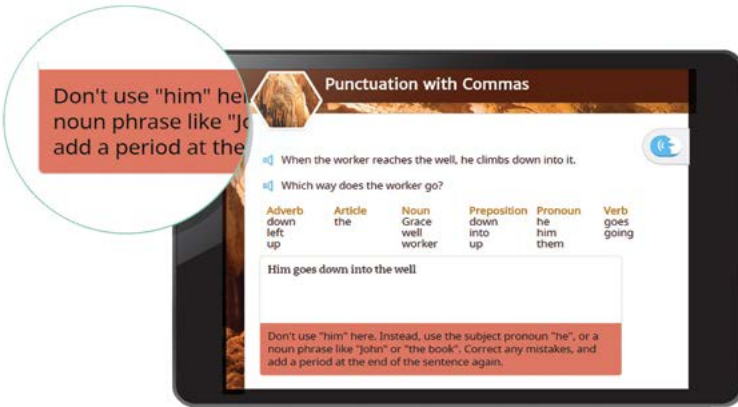 Don't use "him" he
noun phrase like "Jo
add a period at the
Punctuation with Commas
When the worker reaches the well, he climbs down into it.
Which way does the worker go?
Adverb Article Noun Preposition Pronoun Verb
down the Grace down he goes
left well into him going
up worker up them
Him goes down into the well
Don't use "him" here. Instead, use the subject pronoun "he", or a
noun phrase like "John" or "the book". Correct any mistakes, and
add a period at the end of the sentence again.